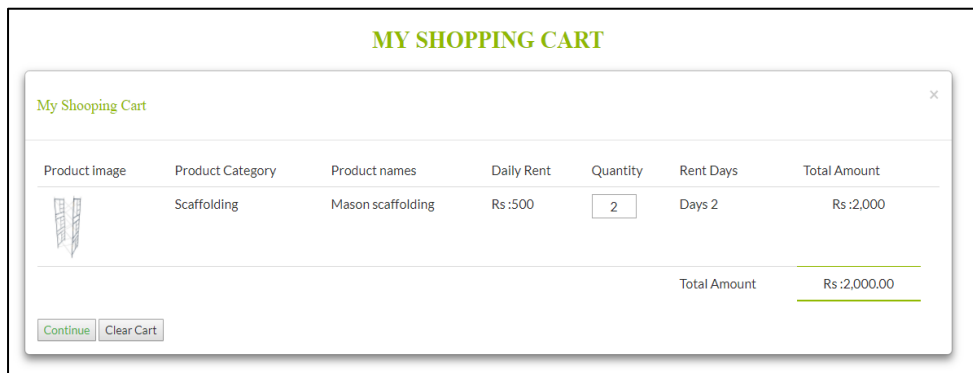 MY SHOPPING CART
My Shooping Cart
×
Product image Product Category Product names Daily Rent Quantity Rent Days Total Amount
Scaffolding Mason scaffolding Rs :500 2 Days 2 Rs :2,000
Total Amount Rs :2,000.00
Continue Clear Cart